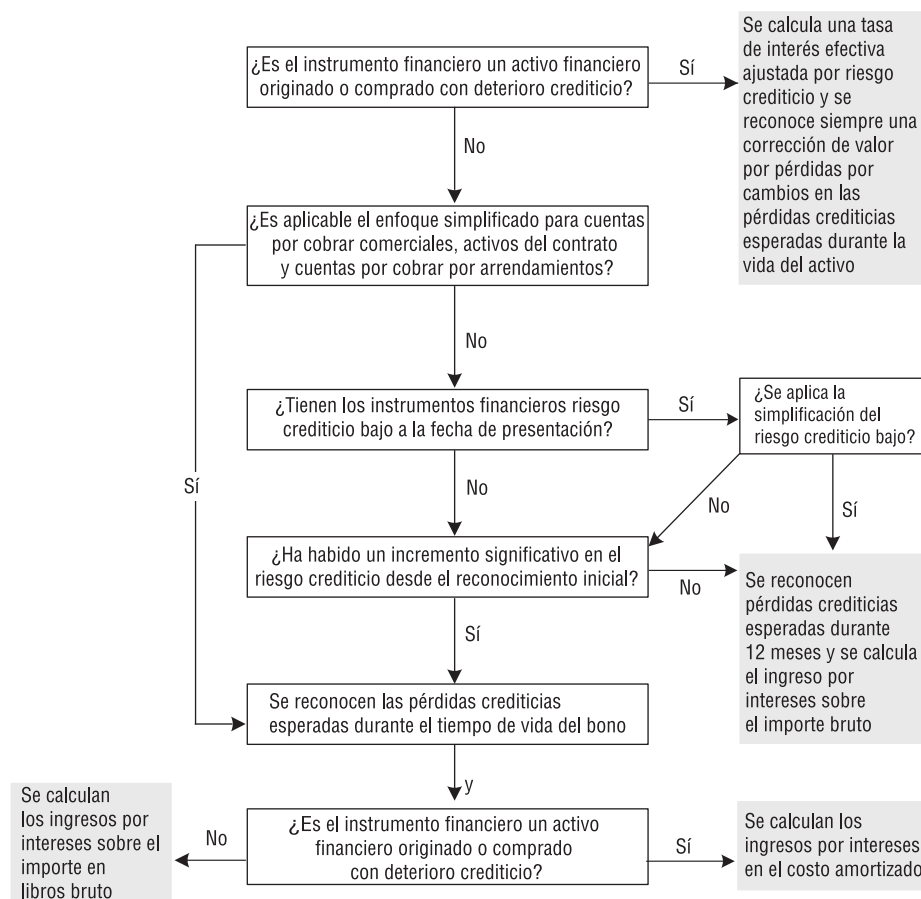 ¿Es el instrumento financiero un activo financiero
originado o comprado con deterioro crediticio?
Sí
Se calcula una tasa
de interés efectiva
ajustada por riesgo
crediticio y se
reconoce siempre una
corrección de valor
por pérdidas por
cambios en las
pérdidas crediticias
esperadas durante la
vida del activo
No
¿Es aplicable el enfoque simplificado para cuentas
por cobrar comerciales, activos del contrato
y cuentas por cobrar por arrendamientos?
No
Sí
¿Tienen los instrumentos financieros riesgo
crediticio bajo a la fecha de presentación?
Sí
¿Se aplica la
simplificación del
riesgo crediticio bajo?
No
No
Sí
¿Ha habido un incremento significativo en el
riesgo crediticio desde el reconocimiento inicial?
No
Se reconocen
pérdidas crediticias
esperadas durante
12 meses y se calcula
el ingreso por
intereses sobre
el importe bruto
Sí
Se reconocen las pérdidas crediticias
esperadas durante el tiempo de vida del bono
y
¿Es el instrumento financiero un activo
financiero originado o comprado
con deterioro crediticio?
No
Se calculan
los ingresos por
intereses sobre el
importe en
libros bruto
Sí
Se calculan los
ingresos por intereses
en el costo amortizado